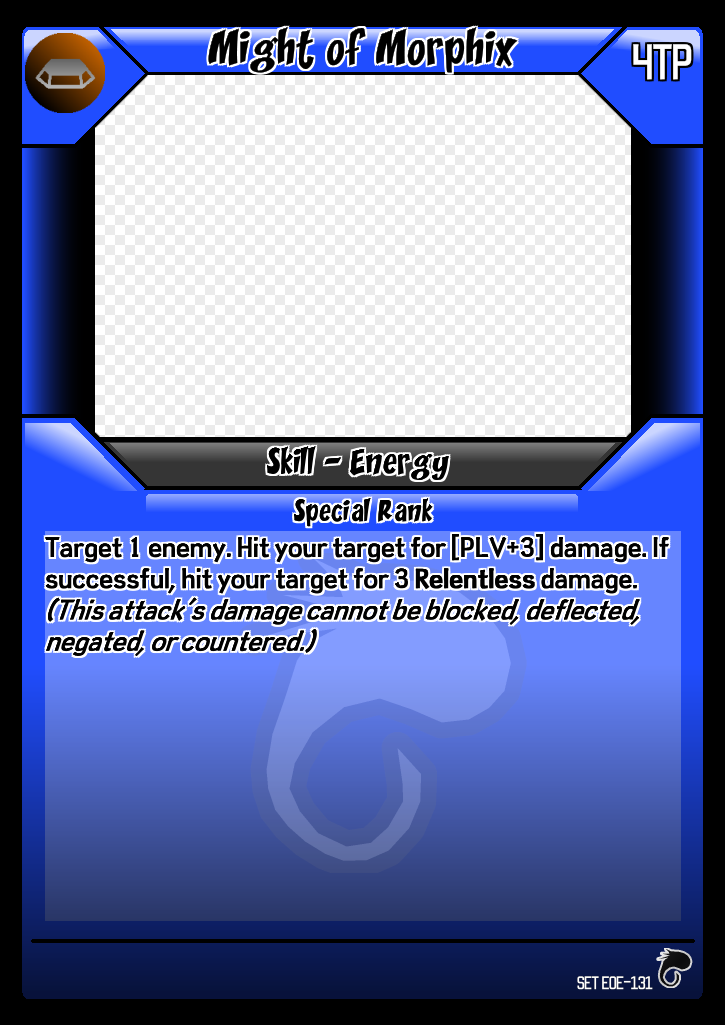 Might of Morphix
4TP
Skill - Energy
Special Rank
Target 1 enemy. Hit your target for [PLV+3] damage. If
successful, hit your target for 3 Relentless damage.
(This attack's damage cannot be blocked, deflected,
negated, or countered.)
SET EOE-131